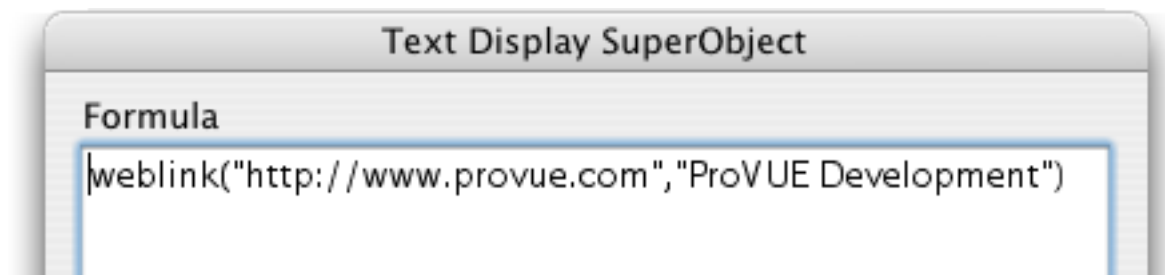 Text Display SuperObject
Formula
weblink("http://www.provue.com","ProVUE Development")